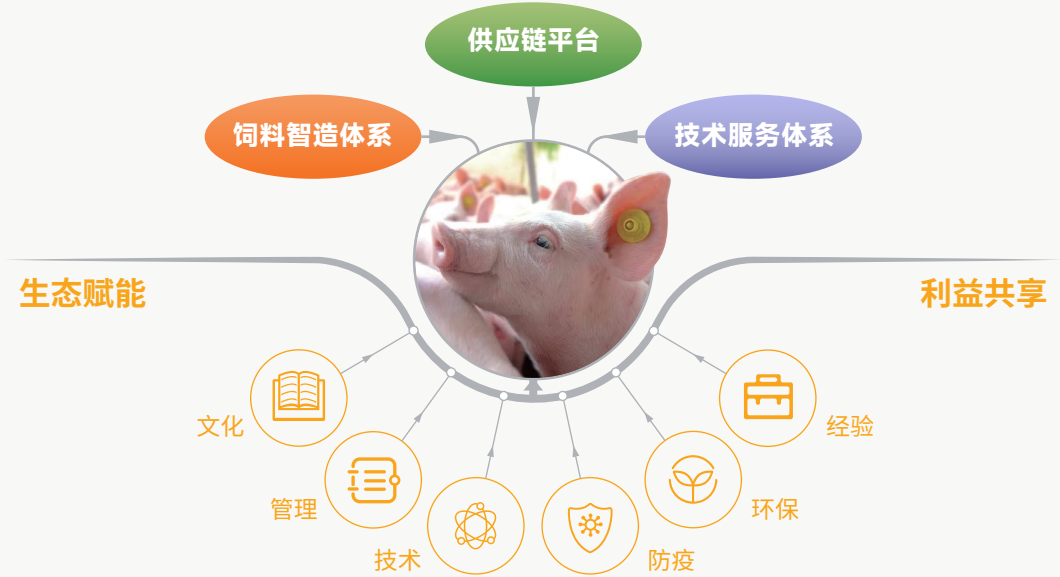 供应链平台
饲料智造体系
技术服务体系
生态赋能
利益共享
文化
经验
管理
环保
技术
防疫